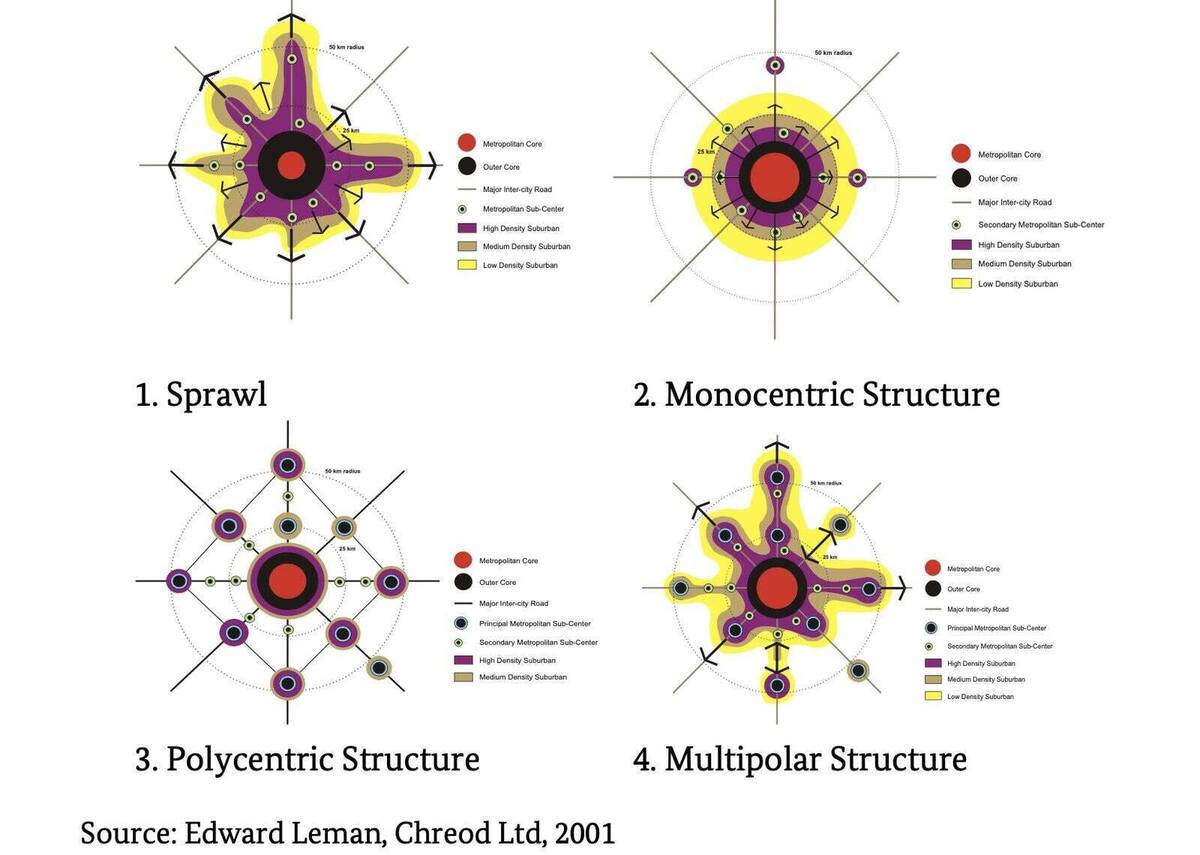 50 km radius
25 km
Metropolitan Core
Outer Core
Major Inter-city Road
Metropolitan Sub-Center
High Density Suburban
Medium Density Suburban
Low Density Suburban
1. Sprawl
50 km radius
25 km
Metropolitan Core
Outer Core
Major Inter-city Road
Secondary Metropolitan Sub-Center
High Density Suburban
Medium Density Suburban
Low Density Suburban
2. Monocentric Structure
50 km radius
25 km
Metropolitan Core
Outer Core
Major Inter-city Road
Principal Metropolitan Sub-Center
Secondary Metropolitan Sub-Center
High Density Suburban
Medium Density Suburban
3. Polycentric Structure
50 km radius
25 km
Metropolitan Core
Outer Core
Major Inter-city Road
Principal Metropolitan Sub-Center
Secondary Metropolitan Sub-Center
High Density Suburban
Medium Density Suburban
Low Density Suburban
4. Multipolar Structure
Source: Edward Leman, Chreod Ltd, 2001